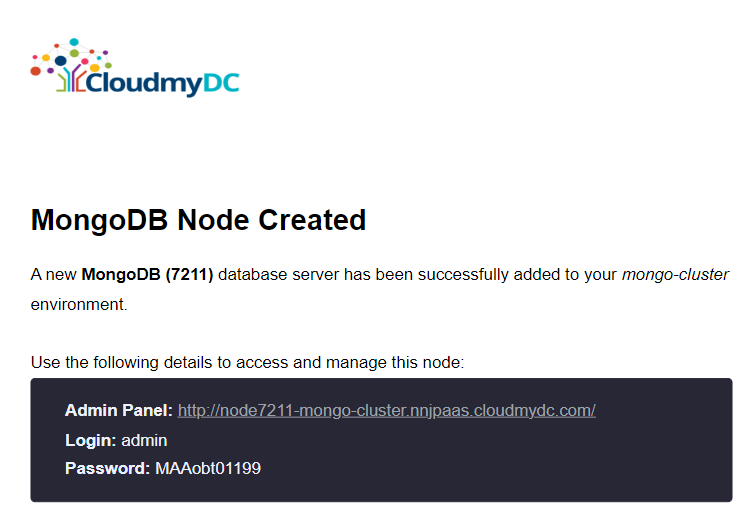 CloudmyDC
MongoDB Node Created
A new MongoDB (7211) database server has been successfully added to your mongo-cluster
environment.
Use the following details to access and manage this node:
Admin Panel: http://node7211-mongo-cluster.nnjpaas.cloudmydc.com/
Login: admin
Password: MAAobt01199